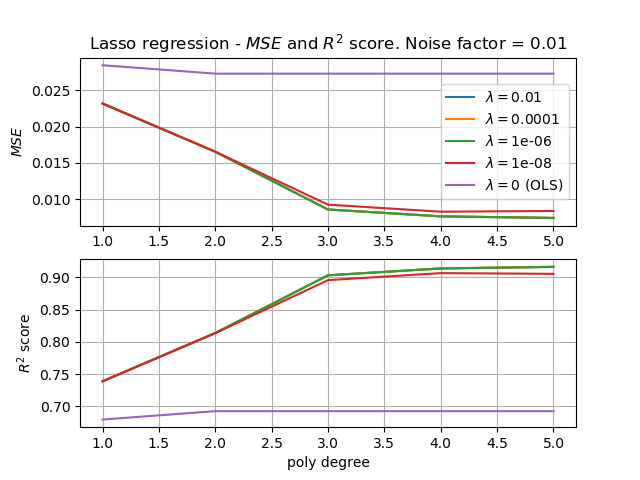 Lasso regression - MSE and R² score. Noise factor = 0.01
MSE
0.025
0.020
0.015
0.010
λ = 0.01
λ = 0.0001
λ = 1e-06
λ = 1e-08
λ = 0 (OLS)
1.0 1.5 2.0 2.5 3.0 3.5 4.0 4.5 5.0
R² score
0.90
0.85
0.80
0.75
0.70
1.0 1.5 2.0 2.5 3.0 3.5 4.0 4.5 5.0
poly degree